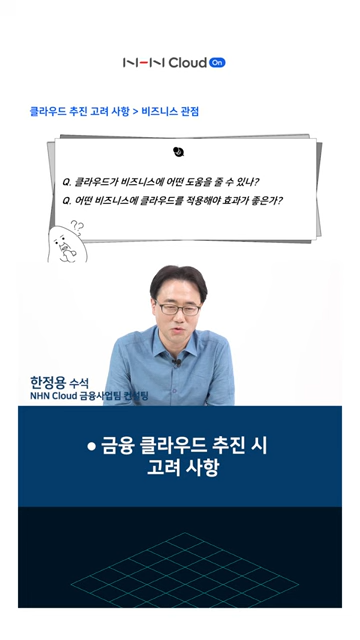 NHN Cloud On
클라우드 추진 고려 사항 > 비즈니스 관점
Q. 클라우드가 비즈니스에 어떤 도움을 줄 수 있나?
Q. 어떤 비즈니스에 클라우드를 적용해야 효과가 좋은가?
??
한정용 수석
NHN Cloud 금융사업팀 컨설팅
● 금융 클라우드 추진 시
고려 사항